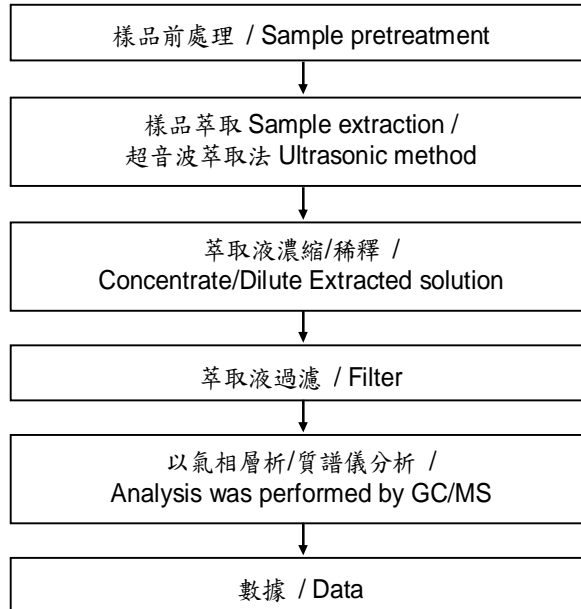 樣品前處理 / Sample pretreatment
樣品萃取 Sample extraction /
超音波萃取法 Ultrasonic method
萃取液濃縮/稀釋 /
Concentrate/Dilute Extracted solution
萃取液過濾 / Filter
以氣相層析/質譜儀分析 /
Analysis was performed by GC/MS
數據 / Data